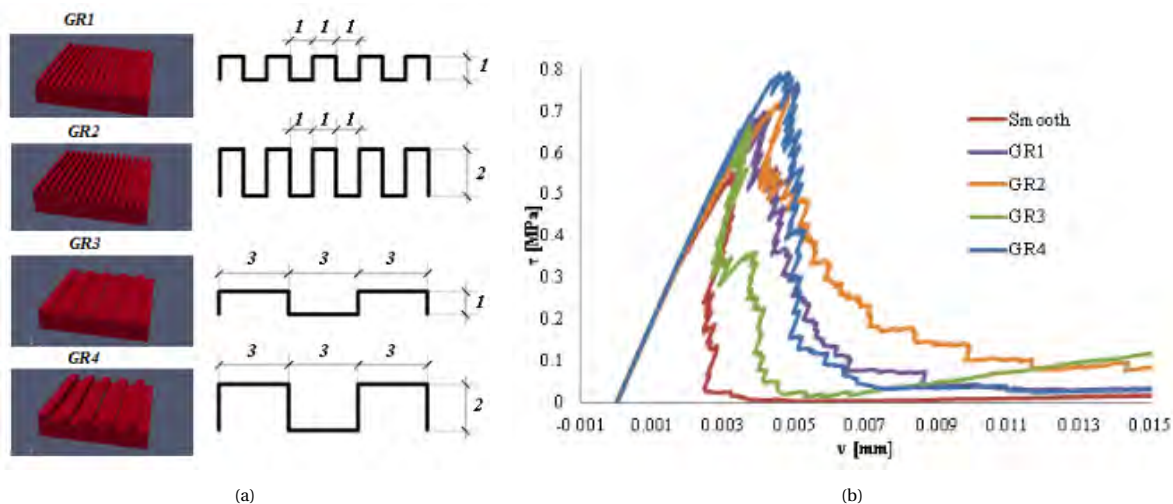 GR1
1 1 1
1
GR2
1 1 1
2
GR3
3 3 3
1
GR4
3 3 3
2
(a)
τ [MPa]
0.8
0.7
0.6
0.5
0.4
0.3
0.2
0.1
0
-0.001 0.001 0.003 0.005 0.007 0.009 0.011 0.013 0.015
v [mm]
Smooth
GR1
GR2
GR3
GR4
(b)